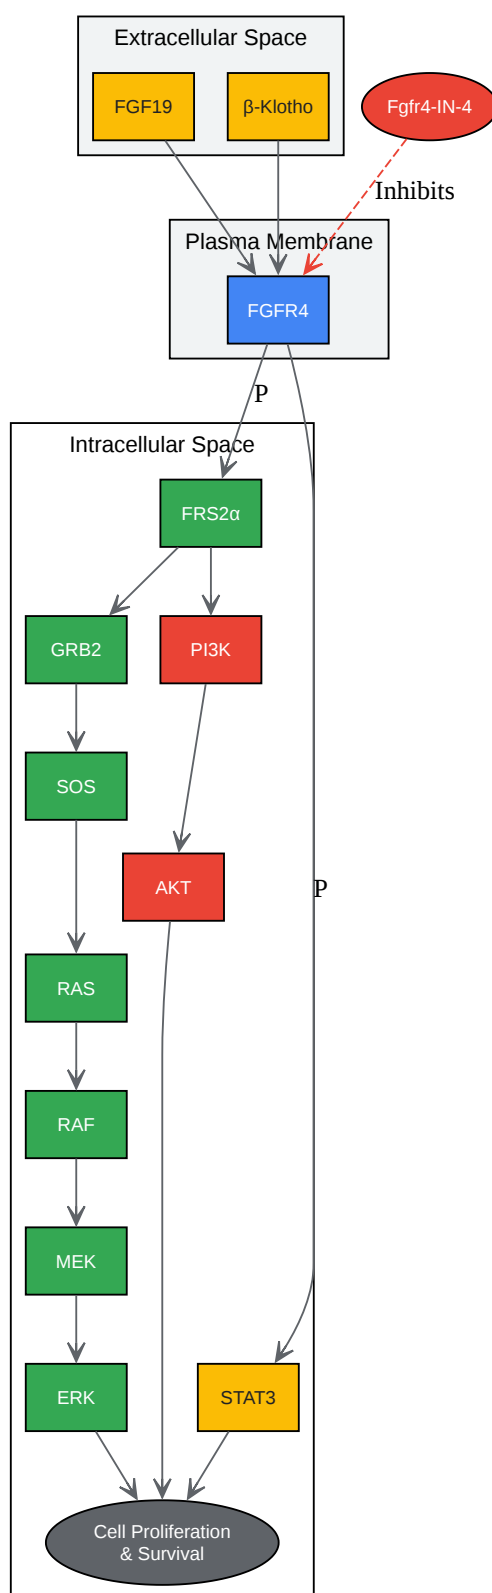 Extracellular Space
FGF19
β-Klotho
Fgfr4-IN-4
Inhibits
Plasma Membrane
FGFR4
P
Intracellular Space
FRS2α
GRB2
PI3K
SOS
AKT
P
RAS
RAF
MEK
ERK
STAT3
Cell Proliferation
& Survival